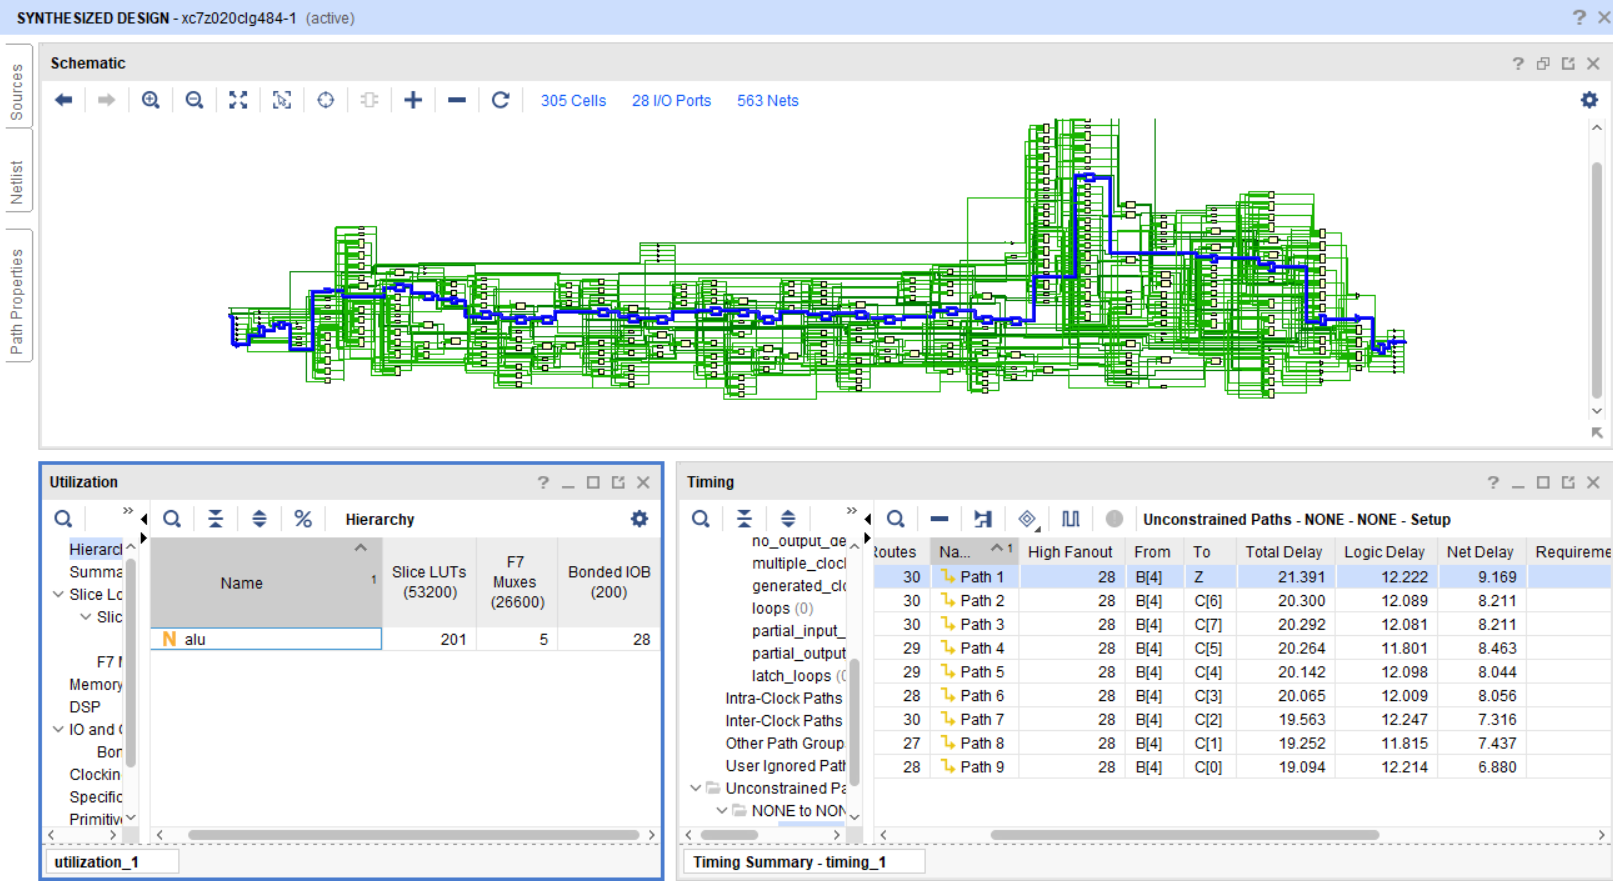 SYNTHESIZED DESIGN - xc7z020clg484-1 (active)
Sources
Netlist
Path Properties
Schematic
305 Cells 28 I/O Ports 563 Nets
Utilization
Hierarchy
Hierarcl
Summa
Slice Lc
Slic
F7 I
Memory
DSP
IO and
Bor
Clockin
Specific
Primitiv
Name 1 Slice LUTs (53200) F7 Muxes (26600) Bonded IOB (200)
N alu 201 5 28
utilization_1
Timing
Unconstrained Paths - NONE - NONE - Setup
no_output_de
multiple_clocl
generated_clo
loops (0)
partial_input_
partial_output
latch_loops (0
Intra-Clock Paths
Inter-Clock Paths
Other Path Group
User Ignored Path
Unconstrained Pa
NONE to NON
Routes Na... 1 High Fanout From To Total Delay Logic Delay Net Delay Requireme
30 Path 1 28 B[4] Z 21.391 12.222 9.169
30 Path 2 28 B[4] C[6] 20.300 12.089 8.211
30 Path 3 28 B[4] C[7] 20.292 12.081 8.211
29 Path 4 28 B[4] C[5] 20.264 11.801 8.463
29 Path 5 28 B[4] C[4] 20.142 12.098 8.044
28 Path 6 28 B[4] C[3] 20.065 12.009 8.056
30 Path 7 28 B[4] C[2] 19.563 12.247 7.316
27 Path 8 28 B[4] C[1] 19.252 11.815 7.437
28 Path 9 28 B[4] C[0] 19.094 12.214 6.880
Timing Summary - timing_1